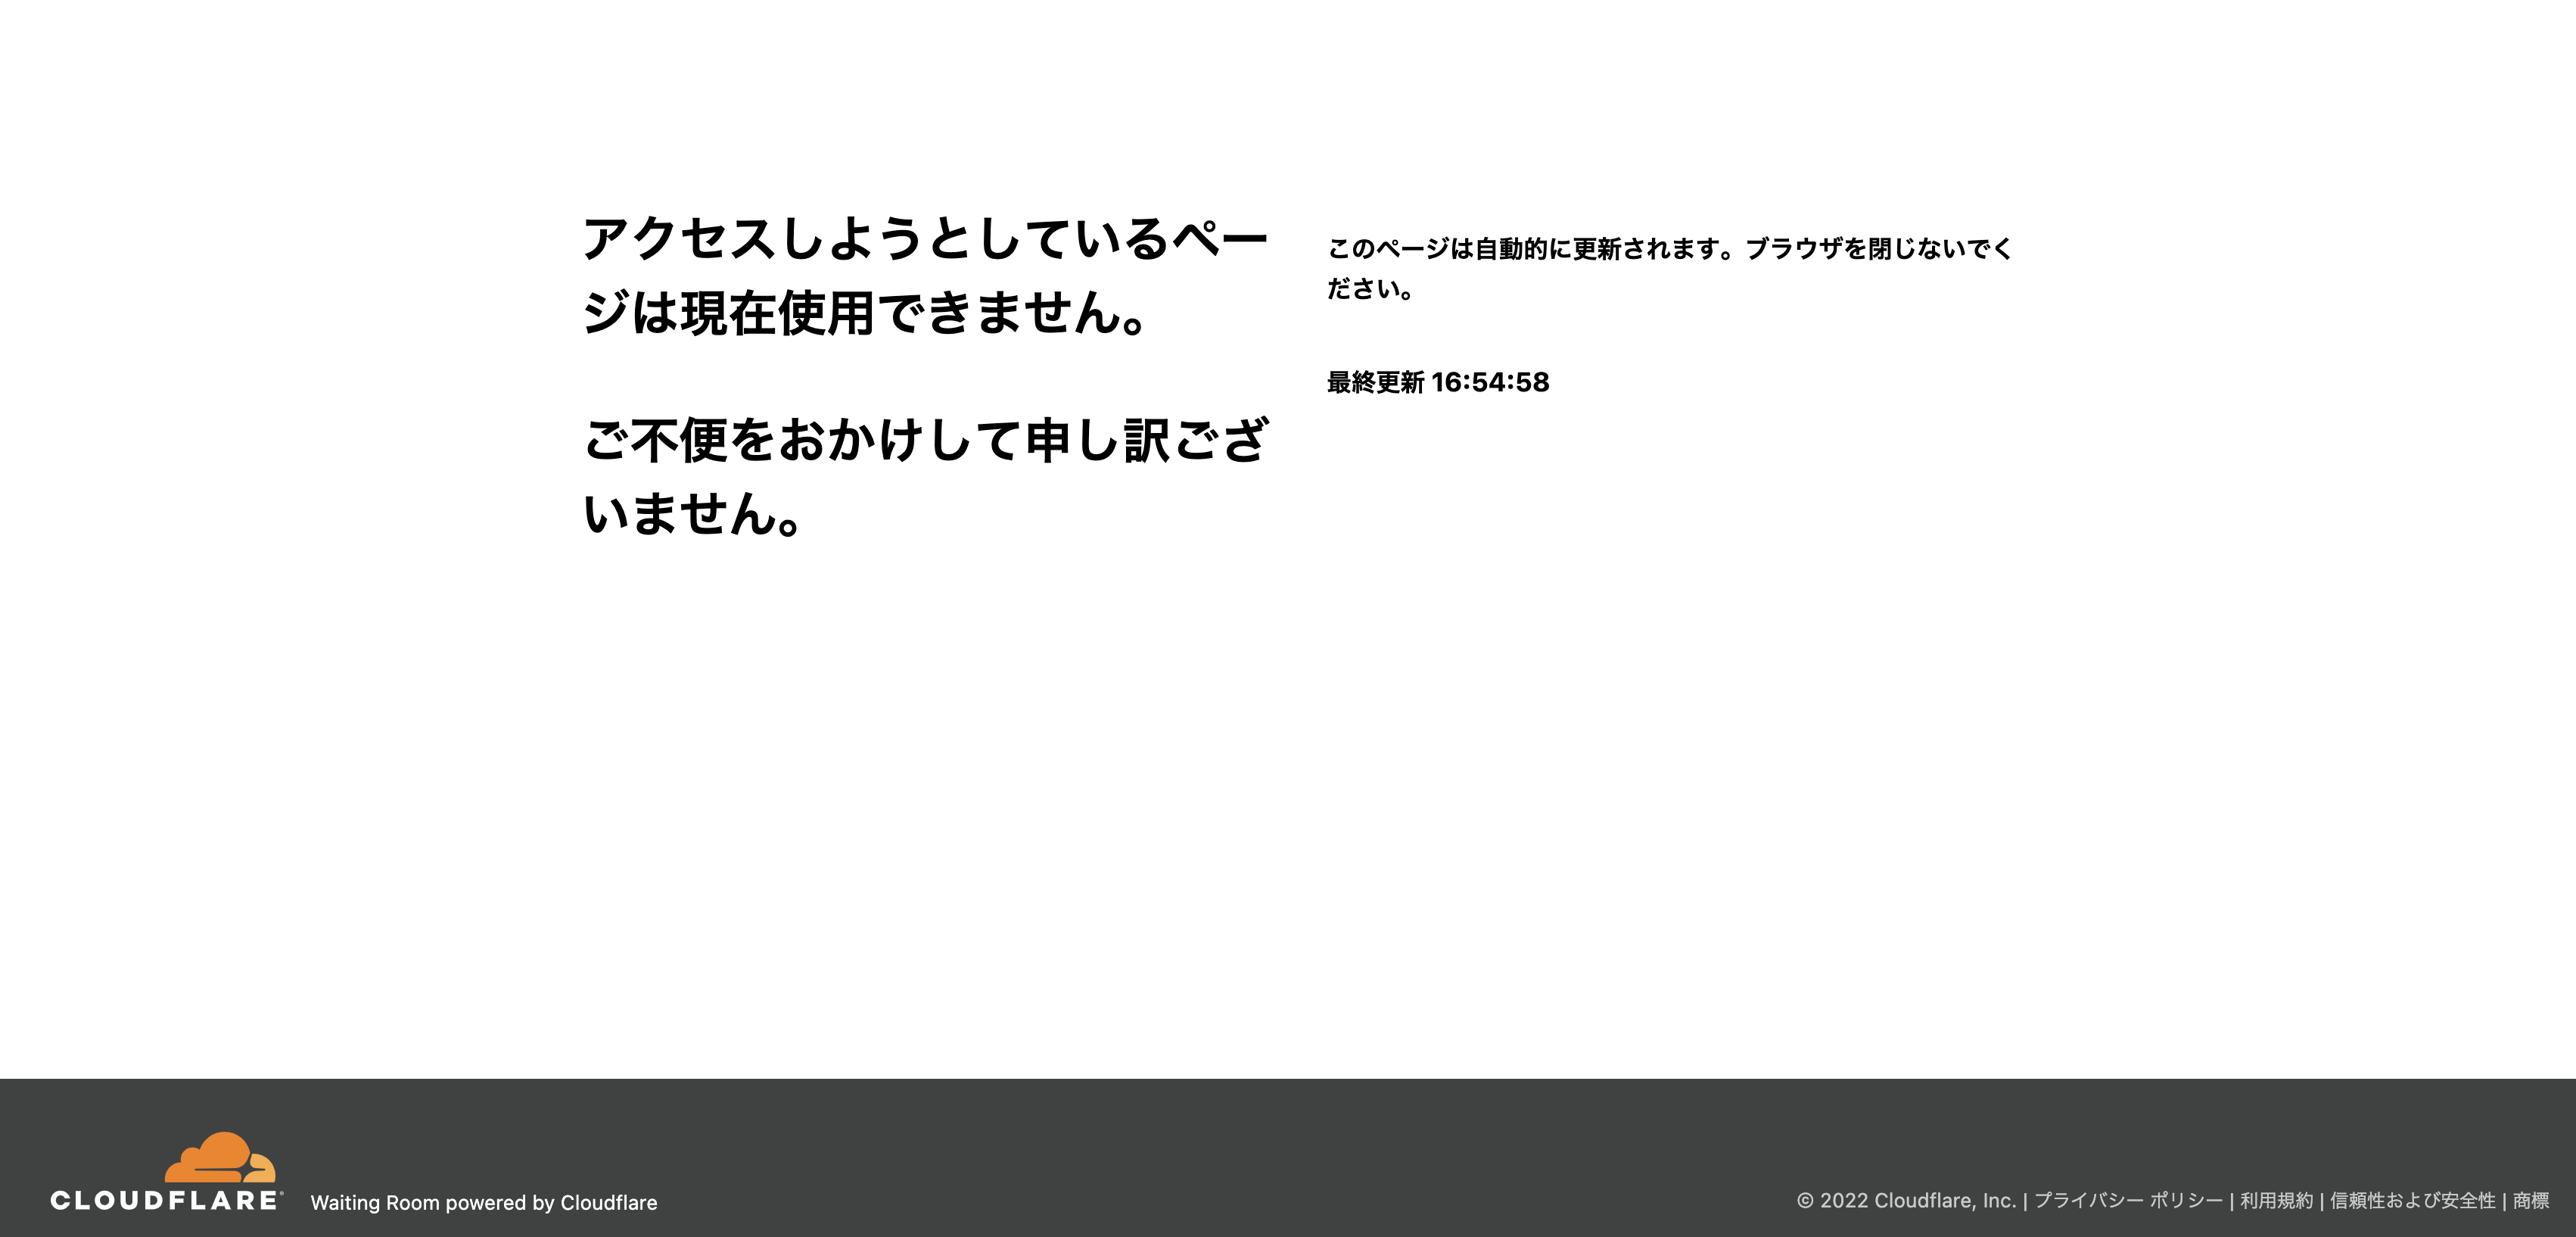 アクセスしようとしているペー
ジは現在使用できません。
ご不便をおかけして申し訳ござ
いません。
このページは自動的に更新されます。ブラウザを閉じないでく
ださい。
最終更新 16:54:58
CLOUDFLARE®
Waiting Room powered by Cloudflare
© 2022 Cloudflare, Inc. | プライバシー ポリシー | 利用規約 | 信頼性および安全性 | 商標